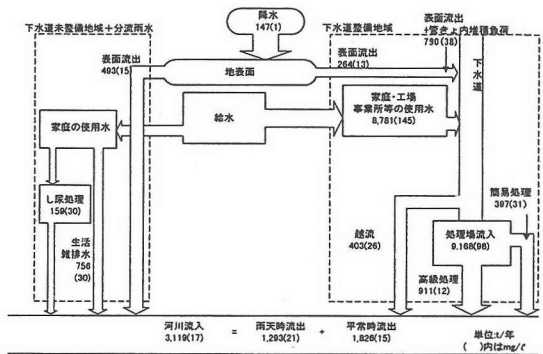 降水
147(1)
下水道未整備地域+分流雨水
下水道整備地域
表面流出
+管きょ内堆積負荷
790(38)
表面流出
493(15)
地表面
表面流出
264(13)
下水道
家庭の使用水
給水
家庭・工場
事業所等の使用水
8,781(145)
し尿処理
159(30)
生活
雑排水
756
(30)
越流
403(26)
処理場流入
9,168(98)
簡易処理
397(31)
高級処理
911(12)
河川流入 = 雨天時流出 + 平常時流出
3,119(17) 1,293(21) 1,826(15)
単位:t/年
( )内はmg/ℓ